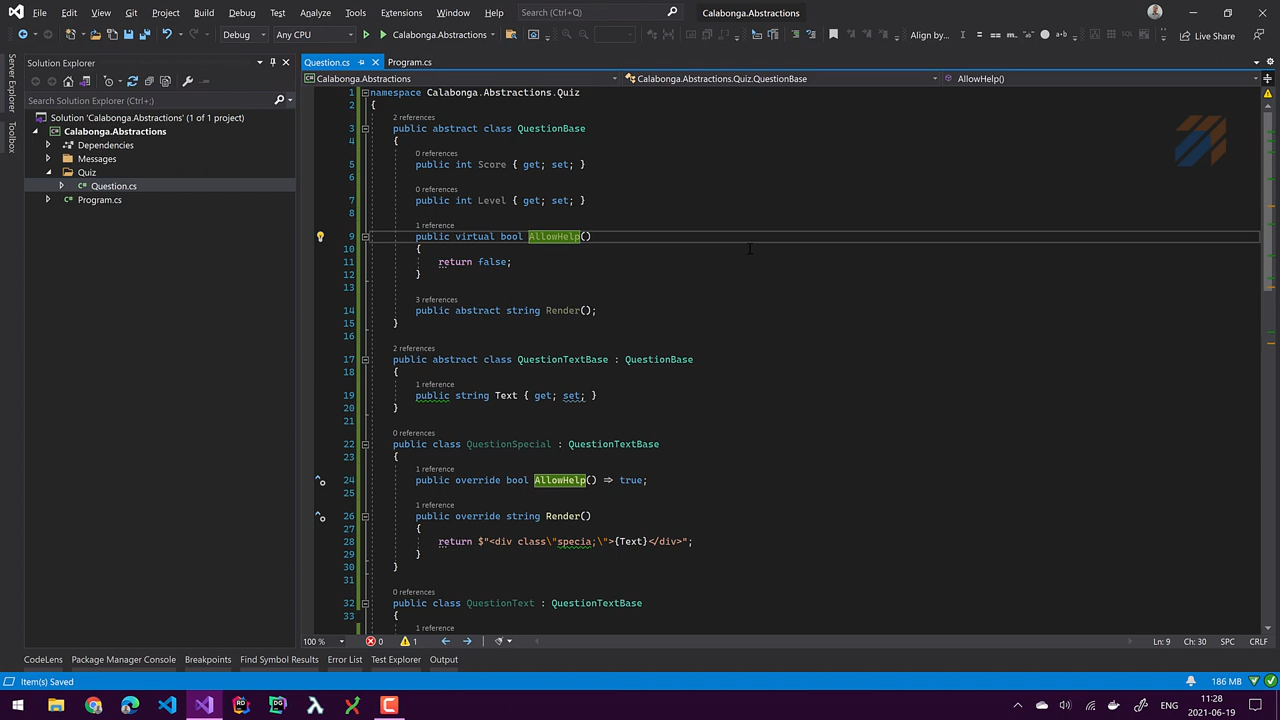 File Edit View Git Project Build Debug Test Analyze Tools Extensions Window Help Search (Ctrl+Q) Calabonga.Abstractions
Debug Any CPU Calabonga.Abstractions Align by... Live Share
Server Explorer
Toolbox
Solution Explorer
Search Solution Explorer (Ctrl+;)
Solution 'Calabonga.Abstractions' (1 of 1 project)
Calabonga.Abstractions
Dependencies
Messages
Quiz
Question.cs
Program.cs
Question.cs Program.cs
Calabonga.Abstractions Calabonga.Abstractions.Quiz.QuestionBase AllowHelp()
1 namespace Calabonga.Abstractions.Quiz
2 {
2 references
3 public abstract class QuestionBase
4 {
0 references
5 public int Score { get; set; }
6
0 references
7 public int Level { get; set; }
8
1 reference
9 public virtual bool AllowHelp()
10 {
11 return false;
12 }
13
3 references
14 public abstract string Render();
15 }
16
2 references
17 public abstract class QuestionTextBase : QuestionBase
18 {
1 reference
19 public string Text { get; set; }
20 }
21
0 references
22 public class QuestionSpecial : QuestionTextBase
23 {
1 reference
24 public override bool AllowHelp() => true;
25
1 reference
26 public override string Render()
27 {
28 return $"<div class\"specia;\">{Text}</div>";
29 }
30 }
31
0 references
32 public class QuestionText : QuestionTextBase
33 {
1 reference
100 % 0 1 Ln: 9 Ch: 30 SPC CRLF
CodeLens Package Manager Console Breakpoints Find Symbol Results Error List Test Explorer Output
Item(s) Saved 186 MB
ENG 11:28
2021-06-19